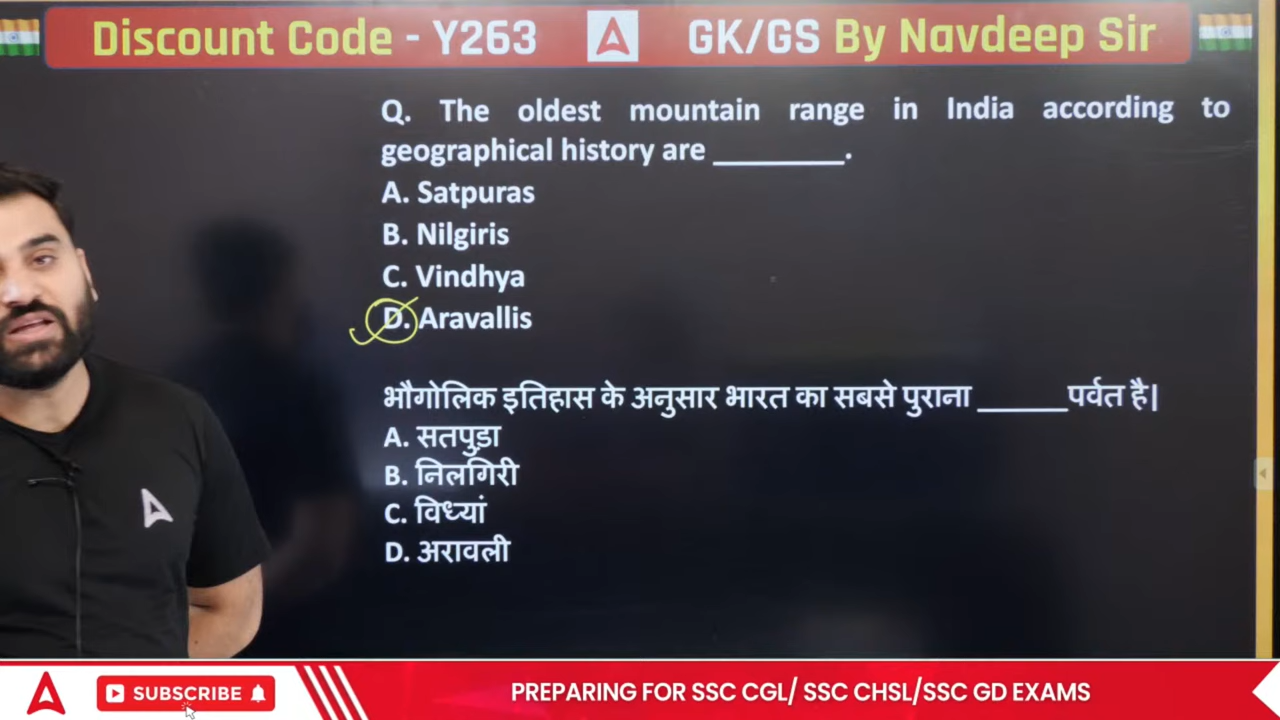 Discount Code - Y263 GK/GS By Navdeep Sir
Q. The oldest mountain range in India according to
geographical history are ________.
A. Satpuras
B. Nilgiris
C. Vindhya
D. Aravallis
भौगोलिक इतिहास के अनुसार भारत का सबसे पुराना ______पर्वत है|
A. सतपुड़ा
B. निलगिरी
C. विध्यां
D. अरावली
SUBSCRIBE
PREPARING FOR SSC CGL/ SSC CHSL/SSC GD EXAMS